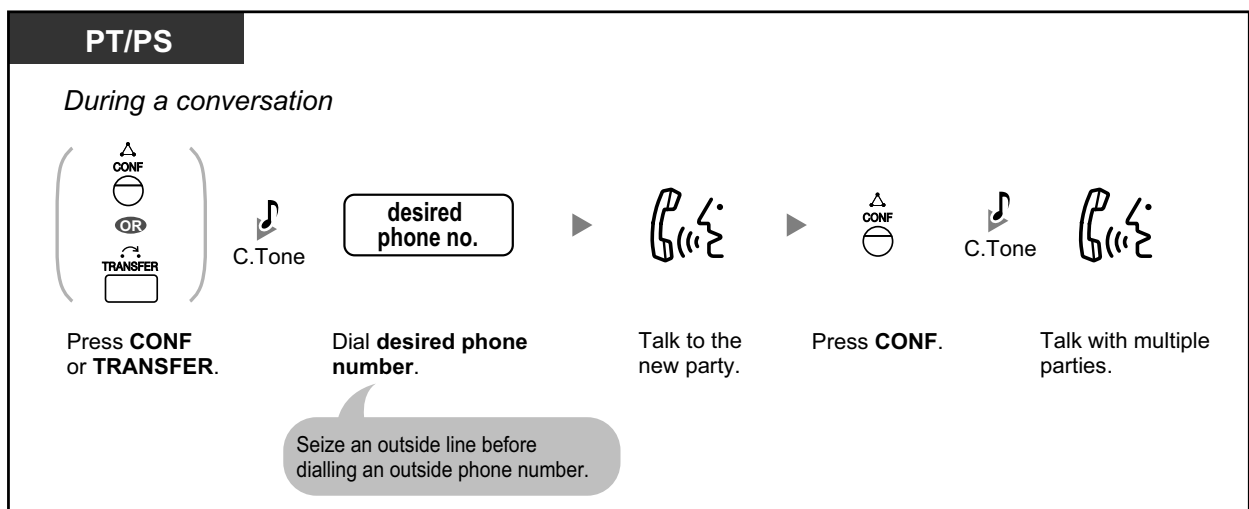 PT/PS
During a conversation
CONF
OR
TRANSFER
C.Tone
desired
phone no.
CONF
C.Tone
Press CONF
or TRANSFER.
Dial desired phone
number.
Talk to the
new party.
Press CONF.
Talk with multiple
parties.
Seize an outside line before
dialling an outside phone number.